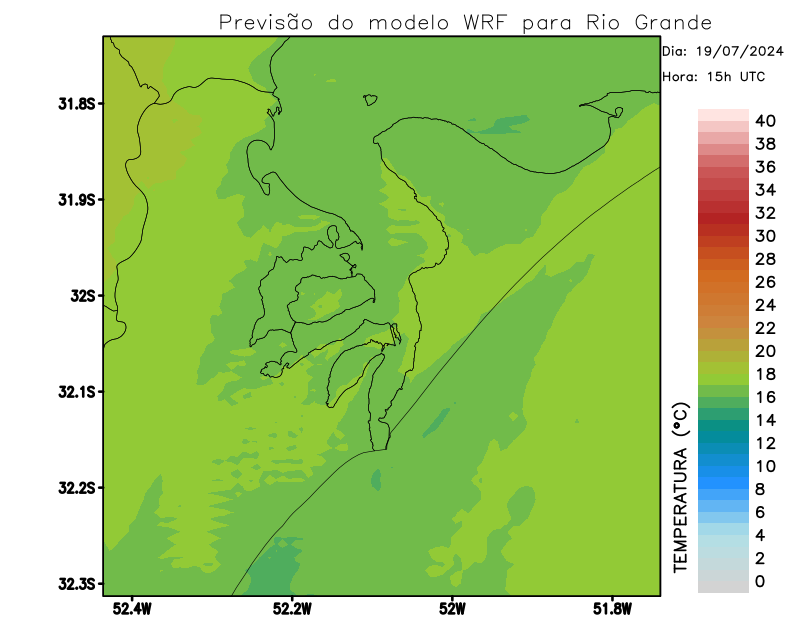 Previsão do modelo WRF para Rio Grande
Dia: 19/07/2024
Hora: 15h UTC
31.8S
31.9S
32S
32.1S
32.2S
32.3S
52.4W
52.2W
52W
51.8W
40
38
36
34
32
30
28
26
24
22
20
18
16
14
12
10
8
6
4
2
0
TEMPERATURA (°C)